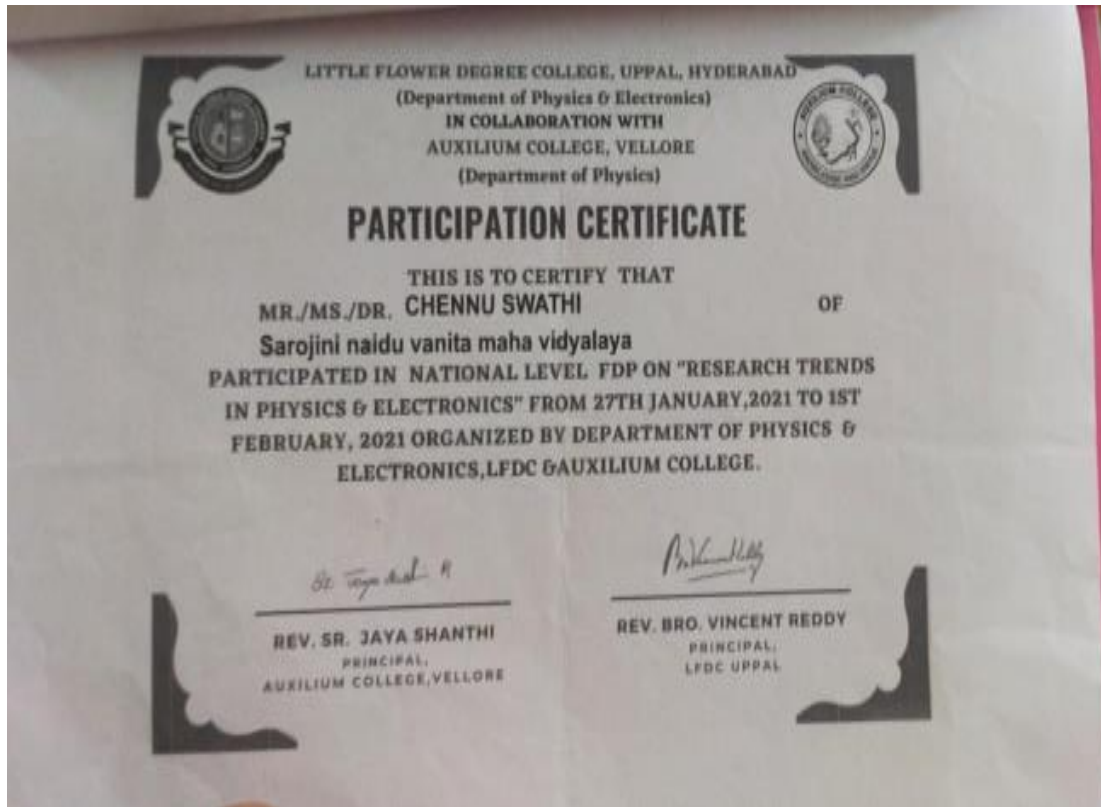 LITTLE FLOWER DEGREE COLLEGE, UPPAL, HYDERABAD
(Department of Physics & Electronics)
IN COLLABORATION WITH
AUXILIUM COLLEGE, VELLORE
(Department of Physics)
AUXILIUM COLLEGE
PARTICIPATION CERTIFICATE
THIS IS TO CERTIFY THAT
MR./MS./DR. CHENNU SWATHI OF
Sarojini naidu vanita maha vidyalaya
PARTICIPATED IN NATIONAL LEVEL FDP ON "RESEARCH TRENDS
IN PHYSICS & ELECTRONICS" FROM 27TH JANUARY,2021 TO 1ST
FEBRUARY, 2021 ORGANIZED BY DEPARTMENT OF PHYSICS &
ELECTRONICS,LFDC &AUXILIUM COLLEGE.
REV. SR. JAYA SHANTHI
PRINCIPAL,
AUXILIUM COLLEGE,VELLORE
REV. BRO. VINCENT REDDY
PRINCIPAL,
LFDC UPPAL